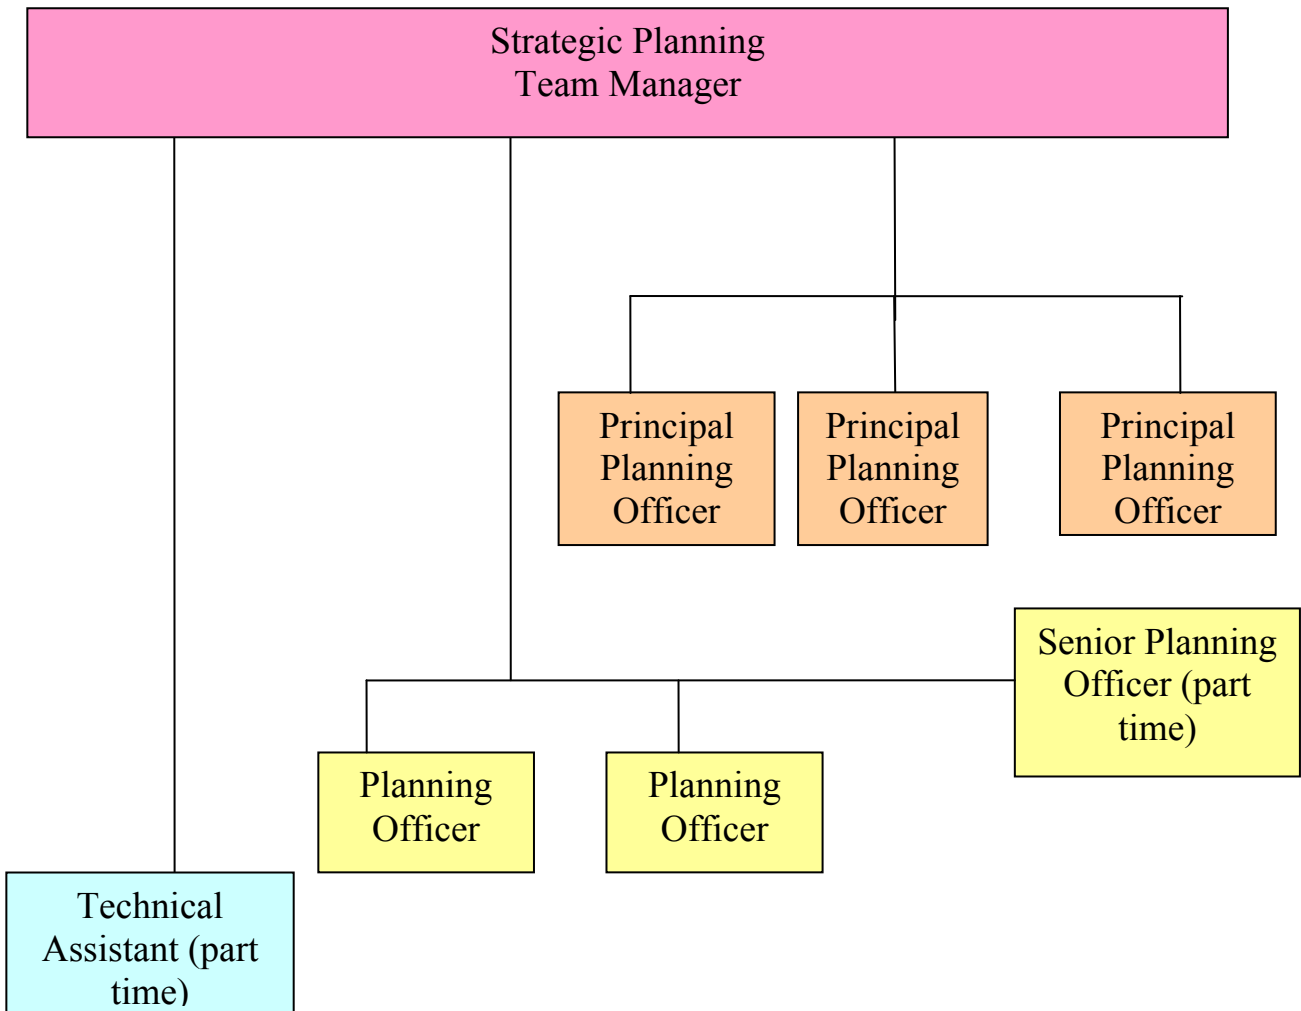 Strategic Planning
Team Manager
Principal
Planning
Officer
Principal
Planning
Officer
Principal
Planning
Officer
Senior Planning
Officer (part
time)
Planning
Officer
Planning
Officer
Technical
Assistant (part
time)